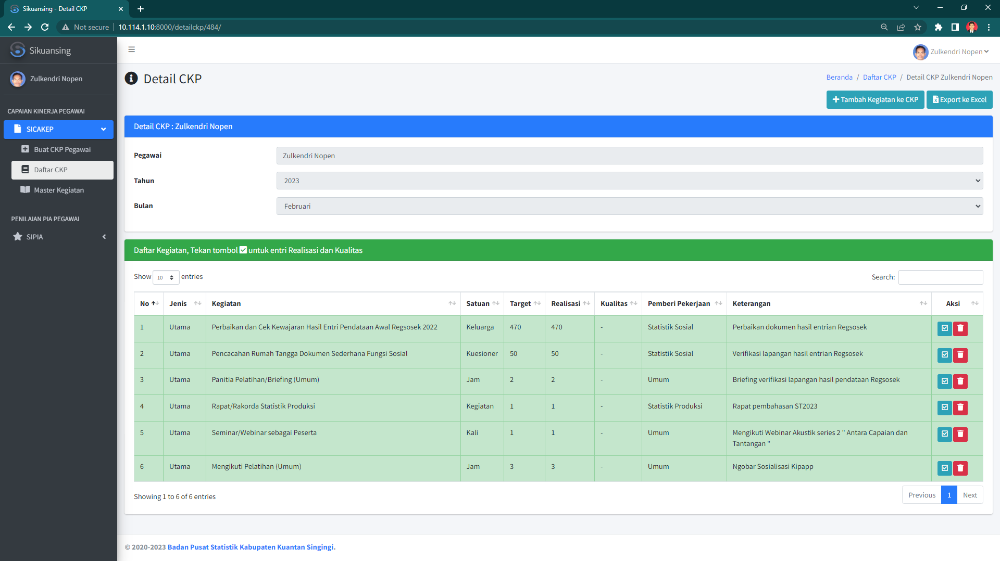 Sikuansing - Detail CKP
Not secure 10.114.1.10:8000/detailckp/484/
Sikuansing
Zulkendri Nopen
Zulkendri Nopen
CAPAIAN KINERJA PEGAWAI
SICAKEP
Buat CKP Pegawai
Daftar CKP
Master Kegiatan
PENILAIAN PIA PEGAWAI
SIPIA
Detail CKP
Beranda / Daftar CKP / Detail CKP Zulkendri Nopen
Tambah Kegiatan ke CKP Export ke Excel
Detail CKP : Zulkendri Nopen
Pegawai Zulkendri Nopen
Tahun 2023
Bulan Februari
Daftar Kegiatan, Tekan tombol untuk entri Realisasi dan Kualitas
Show 10 entries Search:
No Jenis Kegiatan Satuan Target Realisasi Kualitas Pemberi Pekerjaan Keterangan Aksi
1 Utama Perbaikan dan Cek Kewajaran Hasil Entri Pendataan Awal Regsosek 2022 Keluarga 470 470 - Statistik Sosial Perbaikan dokumen hasil entrian Regsosek
2 Utama Pencacahan Rumah Tangga Dokumen Sederhana Fungsi Sosial Kuesioner 50 50 - Statistik Sosial Verifikasi lapangan hasil entrian Regsosek
3 Utama Panitia Pelatihan/Briefing (Umum) Jam 2 2 - Umum Briefing verifikasi lapangan hasil pendataan Regsosek
4 Utama Rapat/Rakorda Statistik Produksi Kegiatan 1 1 - Statistik Produksi Rapat pembahasan ST2023
5 Utama Seminar/Webinar sebagai Peserta Kali 1 1 - Umum Mengikuti Webinar Akustik series 2 " Antara Capaian dan
Tantangan "
6 Utama Mengikuti Pelatihan (Umum) Jam 3 3 - Umum Ngobar Sosialisasi Kipapp
Showing 1 to 6 of 6 entries
Previous 1 Next
© 2020-2023 Badan Pusat Statistik Kabupaten Kuantan Singingi.